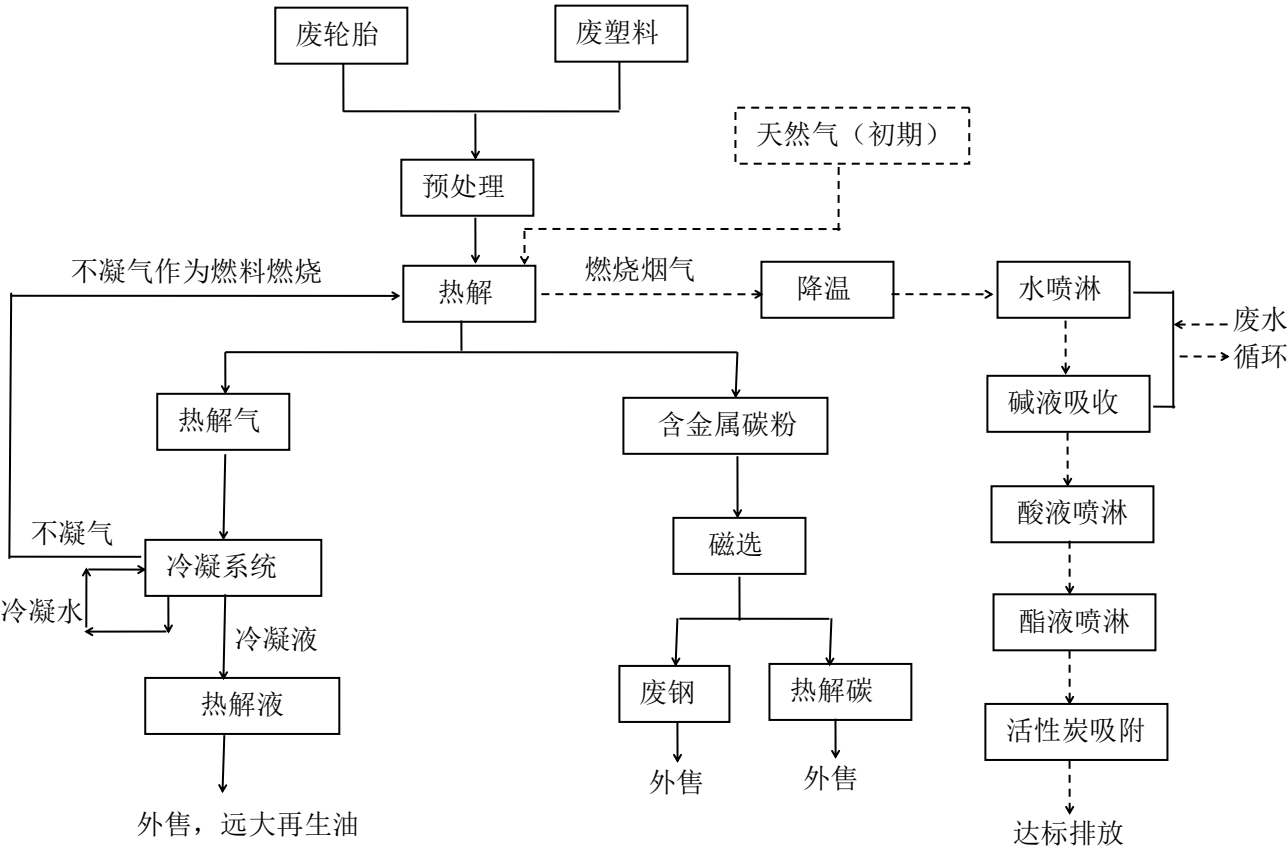 废轮胎
废塑料
天然气（初期）
预处理
不凝气作为燃料燃烧
热解
燃烧烟气
降温
水喷淋
废水
循环
热解气
含金属碳粉
碱液吸收
不凝气
冷凝系统
磁选
酸液喷淋
冷凝水
冷凝液
酯液喷淋
热解液
废钢
热解碳
活性炭吸附
外售，远大再生油
外售
外售
达标排放